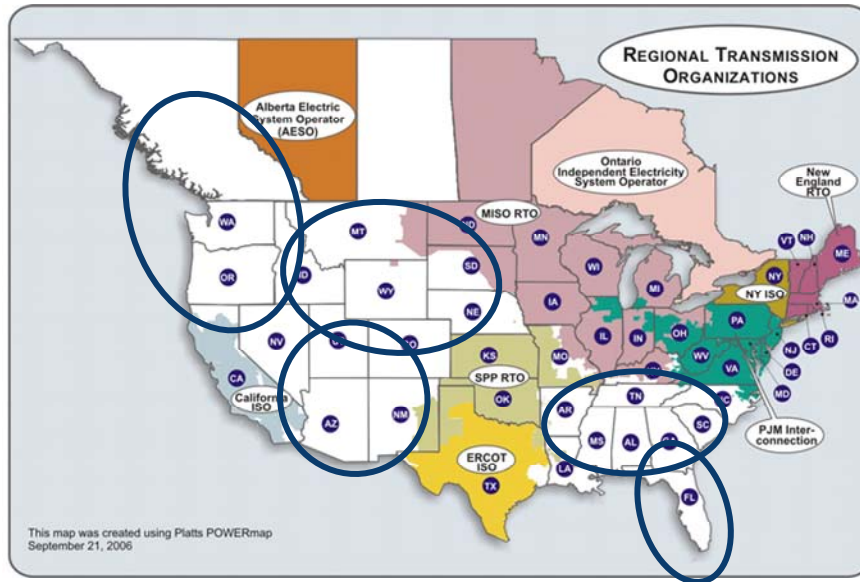 REGIONAL TRANSMISSION
ORGANIZATIONS
Alberta Electric
System Operator
(AESO)
Ontario
Independent Electricity
System Operator
New England
RTO
MISO RTO
NY ISO
SPP RTO
California
ISO
ERCOT
ISO
PJM Inter-
connection
WA
MT
ND
MN
VT
NH
ME
OR
ID
SD
WI
MI
NY
MA
WY
NE
IA
PA
NV
CO
IL
IN
OH
NJ
CT
RI
CA
KS
MO
WV
VA
DE
MD
AZ
NM
OK
AR
TN
SC
MS
AL
LA
TX
FL
This map was created using Platts POWERmap
September 21, 2006